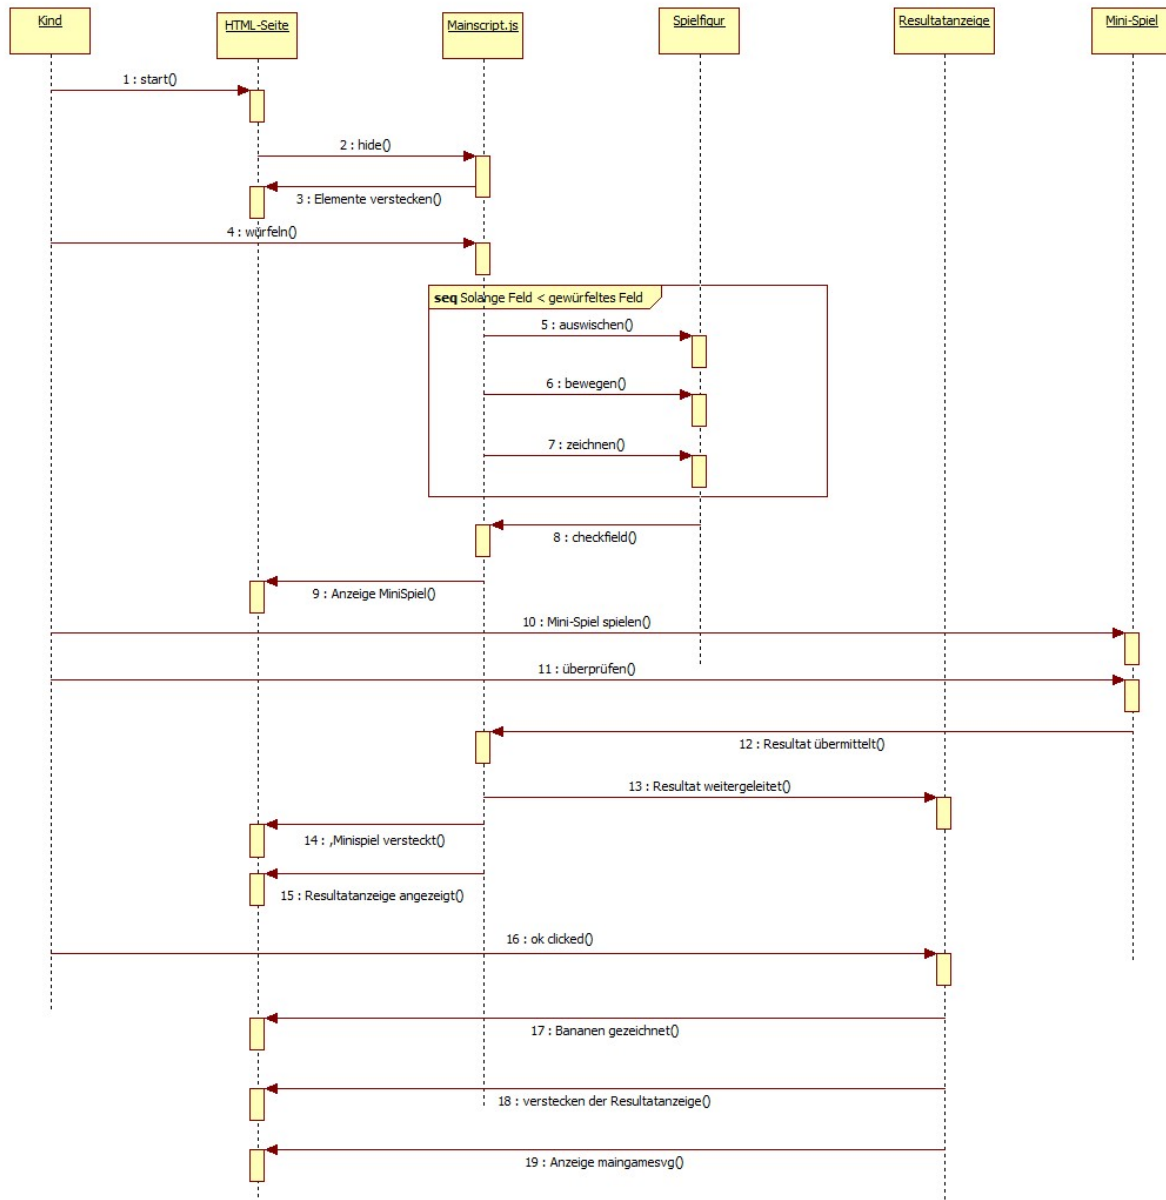 Kind
HTML-Seite
Mainscript.js
Spielfigur
Resultatanzeige
Mini-Spiel
1 : start()
2 : hide()
3 : Elemente verstecken()
4 : würfeln()
seq Solange Feld < gewürfeltes Feld
5 : auswischen()
6 : bewegen()
7 : zeichnen()
8 : checkfield()
9 : Anzeige MiniSpiel()
10 : Mini-Spiel spielen()
11 : überprüfen()
12 : Resultat übermittelt()
13 : Resultat weitergeleitet()
14 : ,Minispiel versteckt()
15 : Resultatanzeige angezeigt()
16 : ok clicked()
17 : Bananen gezeichnet()
18 : verstecken der Resultatanzeige()
19 : Anzeige maingamesvg()